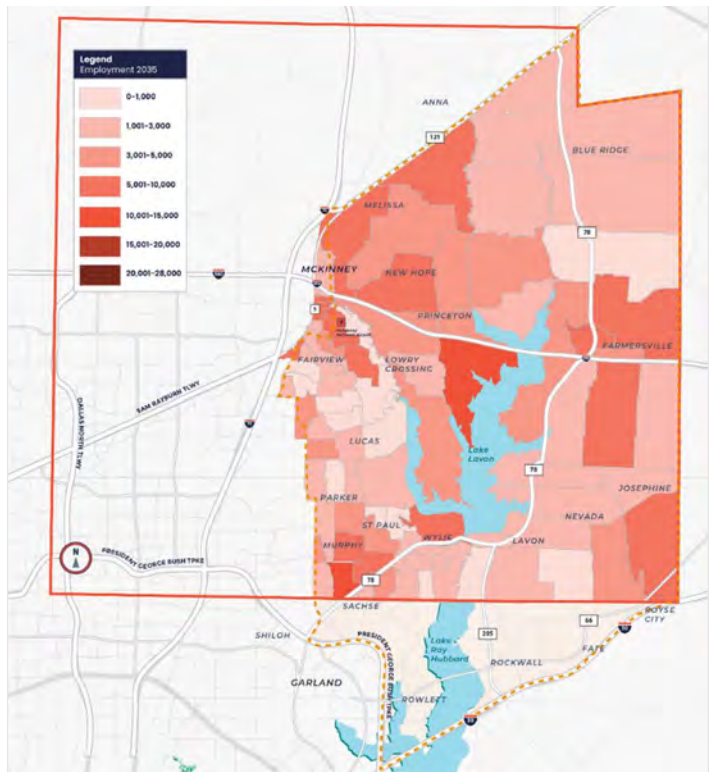 Legend
Employment 2035
0-1,000
1,001-3,000
3,001-5,000
5,001-10,000
10,001-15,000
15,001-20,000
20,001-28,000
ANNA
121
BLUE RIDGE
MELISSA
78
MCKINNEY
NEW HOPE
5
PRINCETON
FARMERSVILLE
FAIRVIEW
LOWRY
CROSSING
SAM RAYBURN TLWY
DALLAS NORTH TLWY
LUCAS
Lake
Lavon
78
JOSEPHINE
PARKER
NEVADA
ST PAUL
WYLIE
LAVON
MURPHY
N
PRESIDENT GEORGE BUSH TPKE
78
SACHSE
ROYSE
CITY
66
205
SHILOH
PRESIDENT GEORGE BUSH TPKE
Lake
Ray
Hubbard
FATE
ROCKWALL
GARLAND
ROWLETT